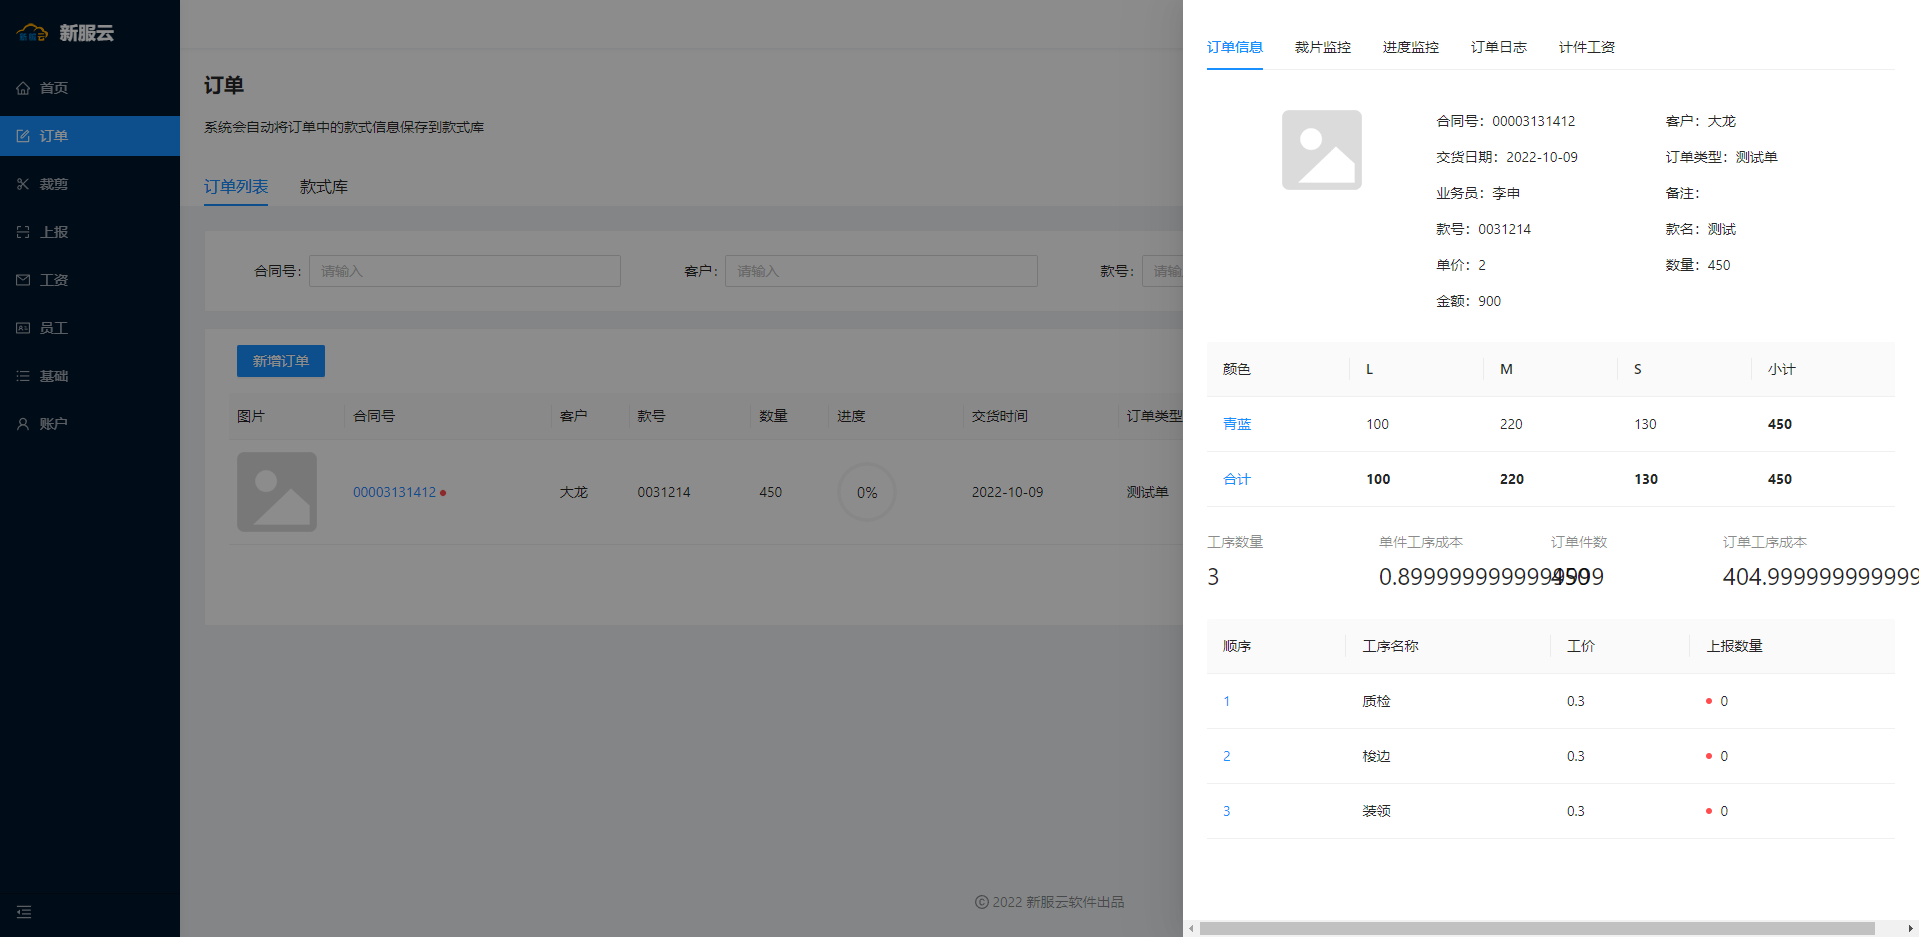 新服云
首页
订单
裁剪
上报
工资
员工
基础
账户
订单
系统会自动将订单中的款式信息保存到款式库
订单列表 款式库
合同号: 请输入 客户: 请输入 款号: 请输
新增订单
图片 合同号 客户 款号 数量 进度 交货时间 订单类型
00003131412 大龙 0031214 450 0% 2022-10-09 测试单
© 2022 新服云软件出品
订单信息 裁片监控 进度监控 订单日志 计件工资
合同号: 00003131412 客户: 大龙
交货日期: 2022-10-09 订单类型: 测试单
业务员: 李申 备注:
款号: 0031214 款名: 测试
单价: 2 数量: 450
金额: 900
颜色 L M S 小计
青蓝 100 220 130 450
合计 100 220 130 450
工序数量 单件工序成本 订单件数 订单工序成本
3 0.8999999999999999 450 404.999999999999
顺序 工序名称 工价 上报数量
1 质检 0.3 0
2 梭边 0.3 0
3 装领 0.3 0